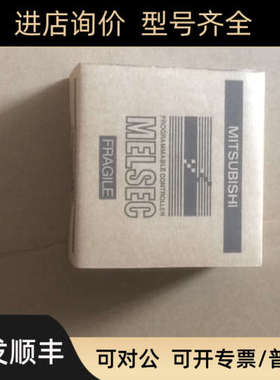 进店询价 型号齐全
MITSUBISHI
PROGRAMMABLE CONTROLLER
MELSEC
FRAGILE
发顺丰
可对公 可开专票/普